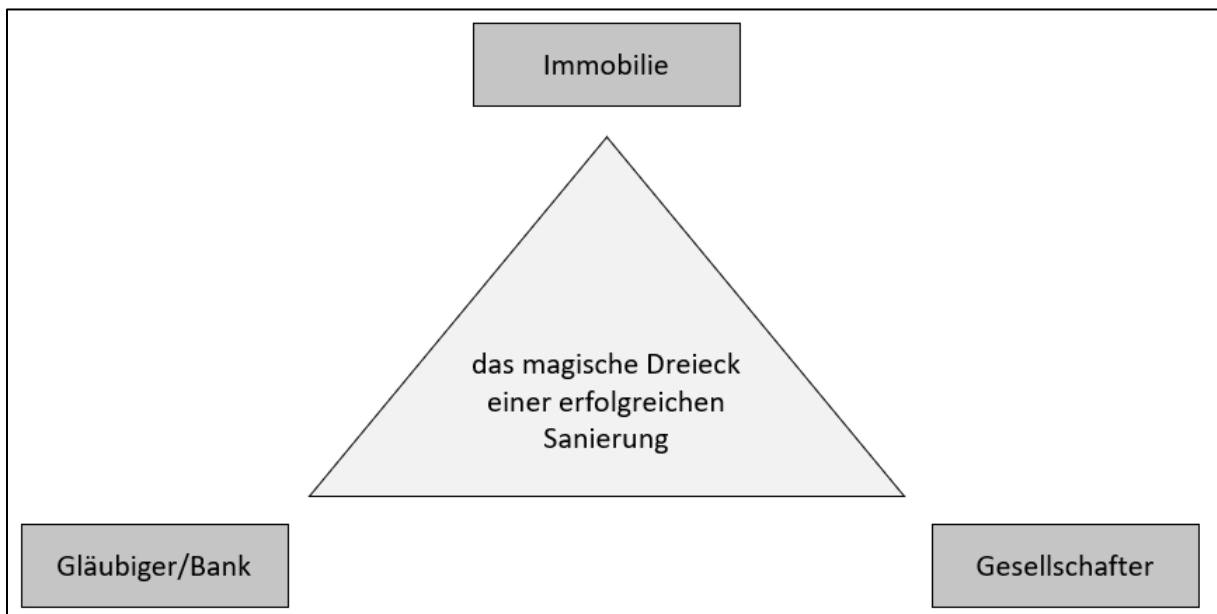 Immobilie
das magische Dreieck
einer erfolgreichen
Sanierung
Gläubiger/Bank
Gesellschafter